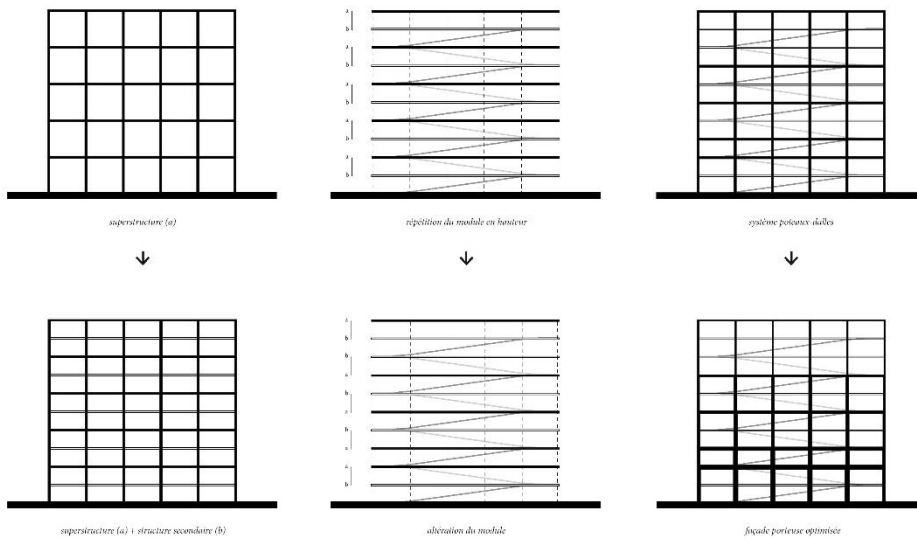 a
b
a
b
a
b
a
b
a
b
superstructure (a)
répétition du module en hauteur
système poteaux-dalles
a
b
b
a
b
a
b
a
a
b
superstructure (a) + structure secondaire (b)
altération du module
façade porteuse optimisée